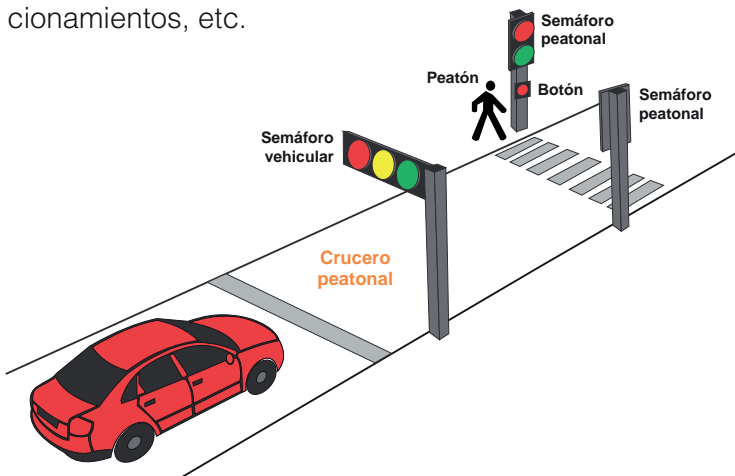 cionamientos, etc.
Semáforo
peatonal
Peatón
Botón
Semáforo
peatonal
Semáforo
vehicular
Crucero
peatonal